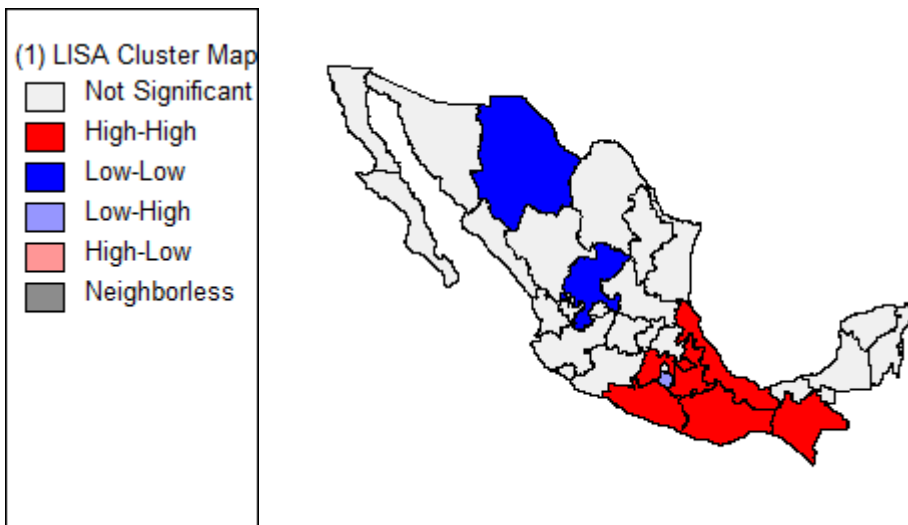 (1) LISA Cluster Map
Not Significant
High-High
Low-Low
Low-High
High-Low
Neighborless